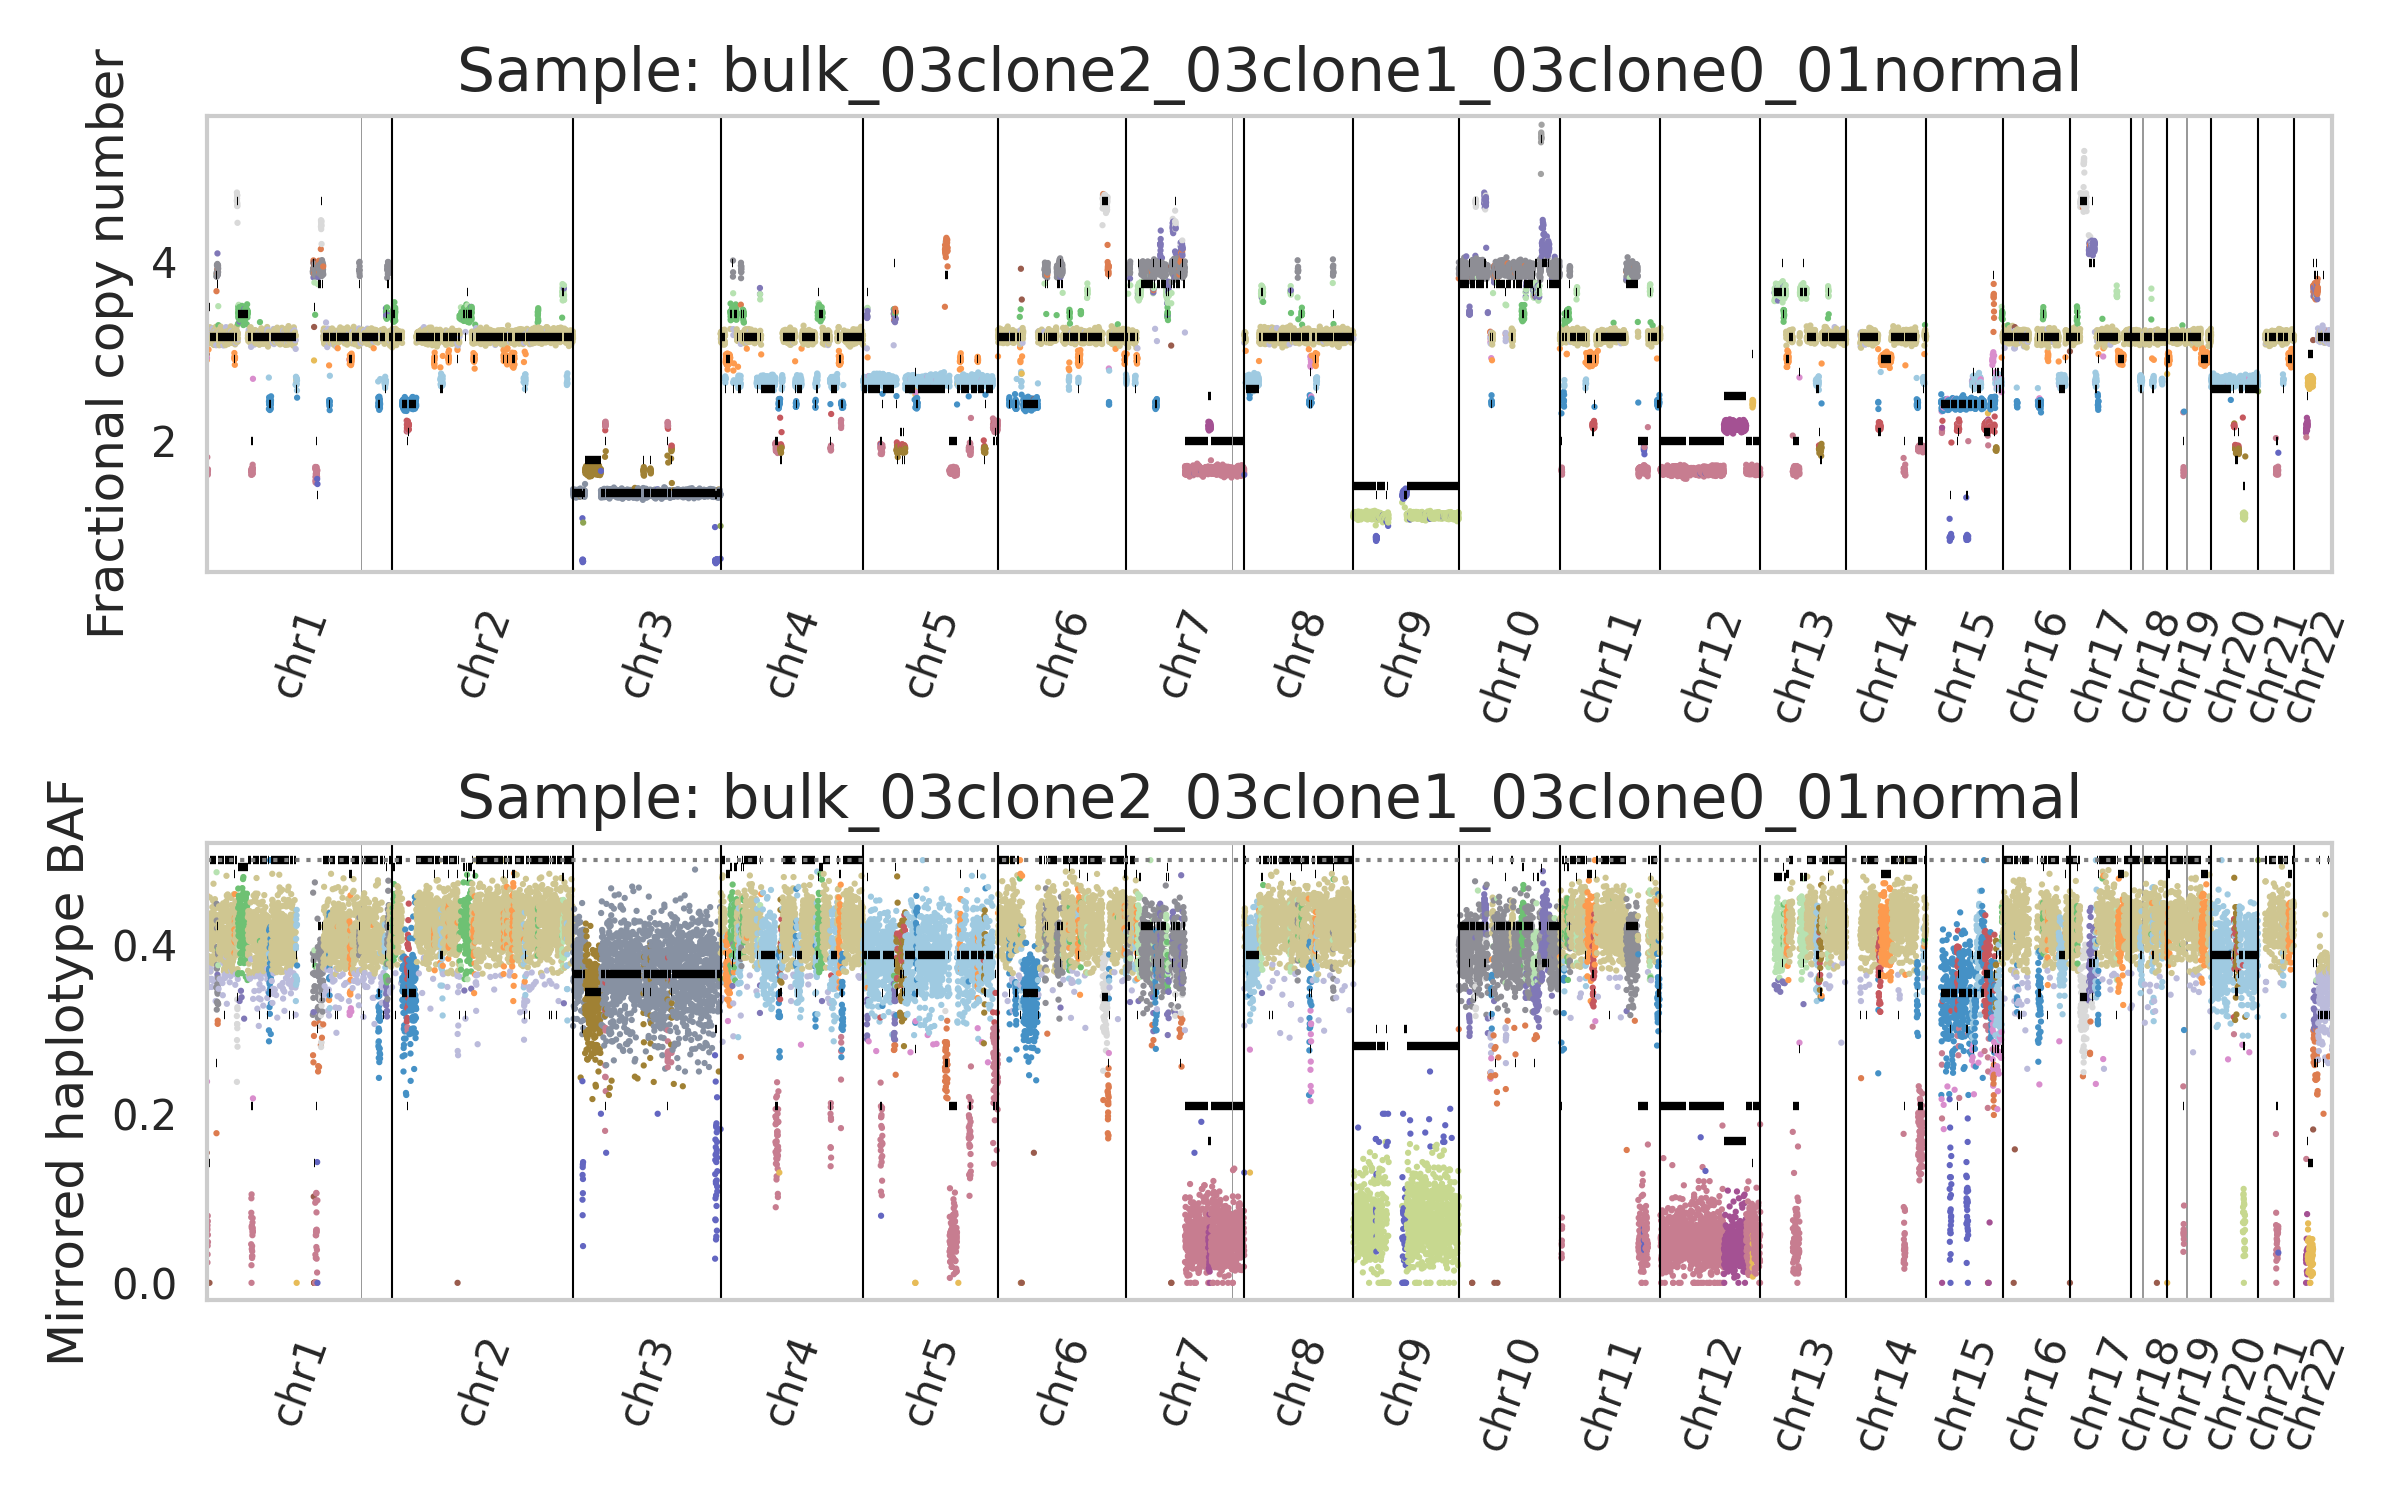 Sample: bulk_03clone2_03clone1_03clone0_01normal
Fractional copy number
4
2
chr1
chr2
chr3
chr4
chr5
chr6
chr7
chr8
chr9
chr10
chr11
chr12
chr13
chr14
chr15
chr16
chr17
chr18
chr19
chr20
chr21
chr22
Sample: bulk_03clone2_03clone1_03clone0_01normal
Mirrored haplotype BAF
0.4
0.2
0.0
chr1
chr2
chr3
chr4
chr5
chr6
chr7
chr8
chr9
chr10
chr11
chr12
chr13
chr14
chr15
chr16
chr17
chr18
chr19
chr20
chr21
chr22